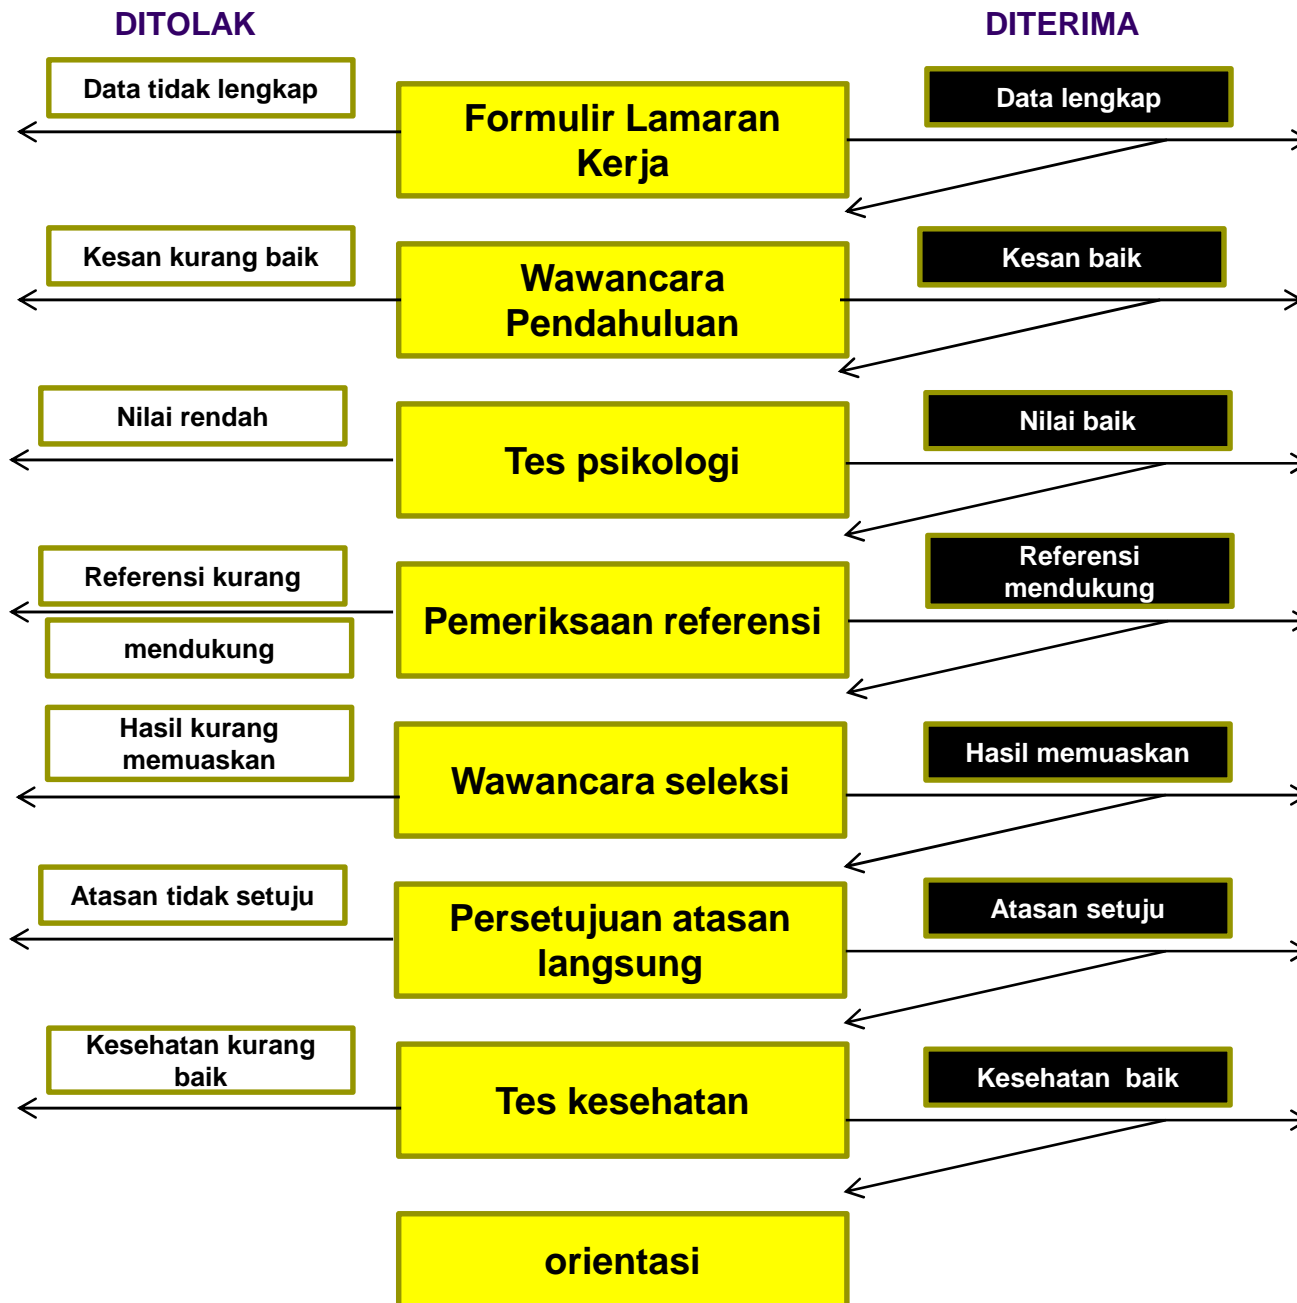 DITOLAK
DITERIMA
Data tidak lengkap
Formulir Lamaran
Kerja
Data lengkap
Kesan kurang baik
Wawancara
Pendahuluan
Kesan baik
Nilai rendah
Tes psikologi
Nilai baik
Referensi kurang
mendukung
Pemeriksaan referensi
Referensi
mendukung
Hasil kurang
memuaskan
Wawancara seleksi
Hasil memuaskan
Atasan tidak setuju
Persetujuan atasan
langsung
Atasan setuju
Kesehatan kurang
baik
Tes kesehatan
Kesehatan  baik
orientasi